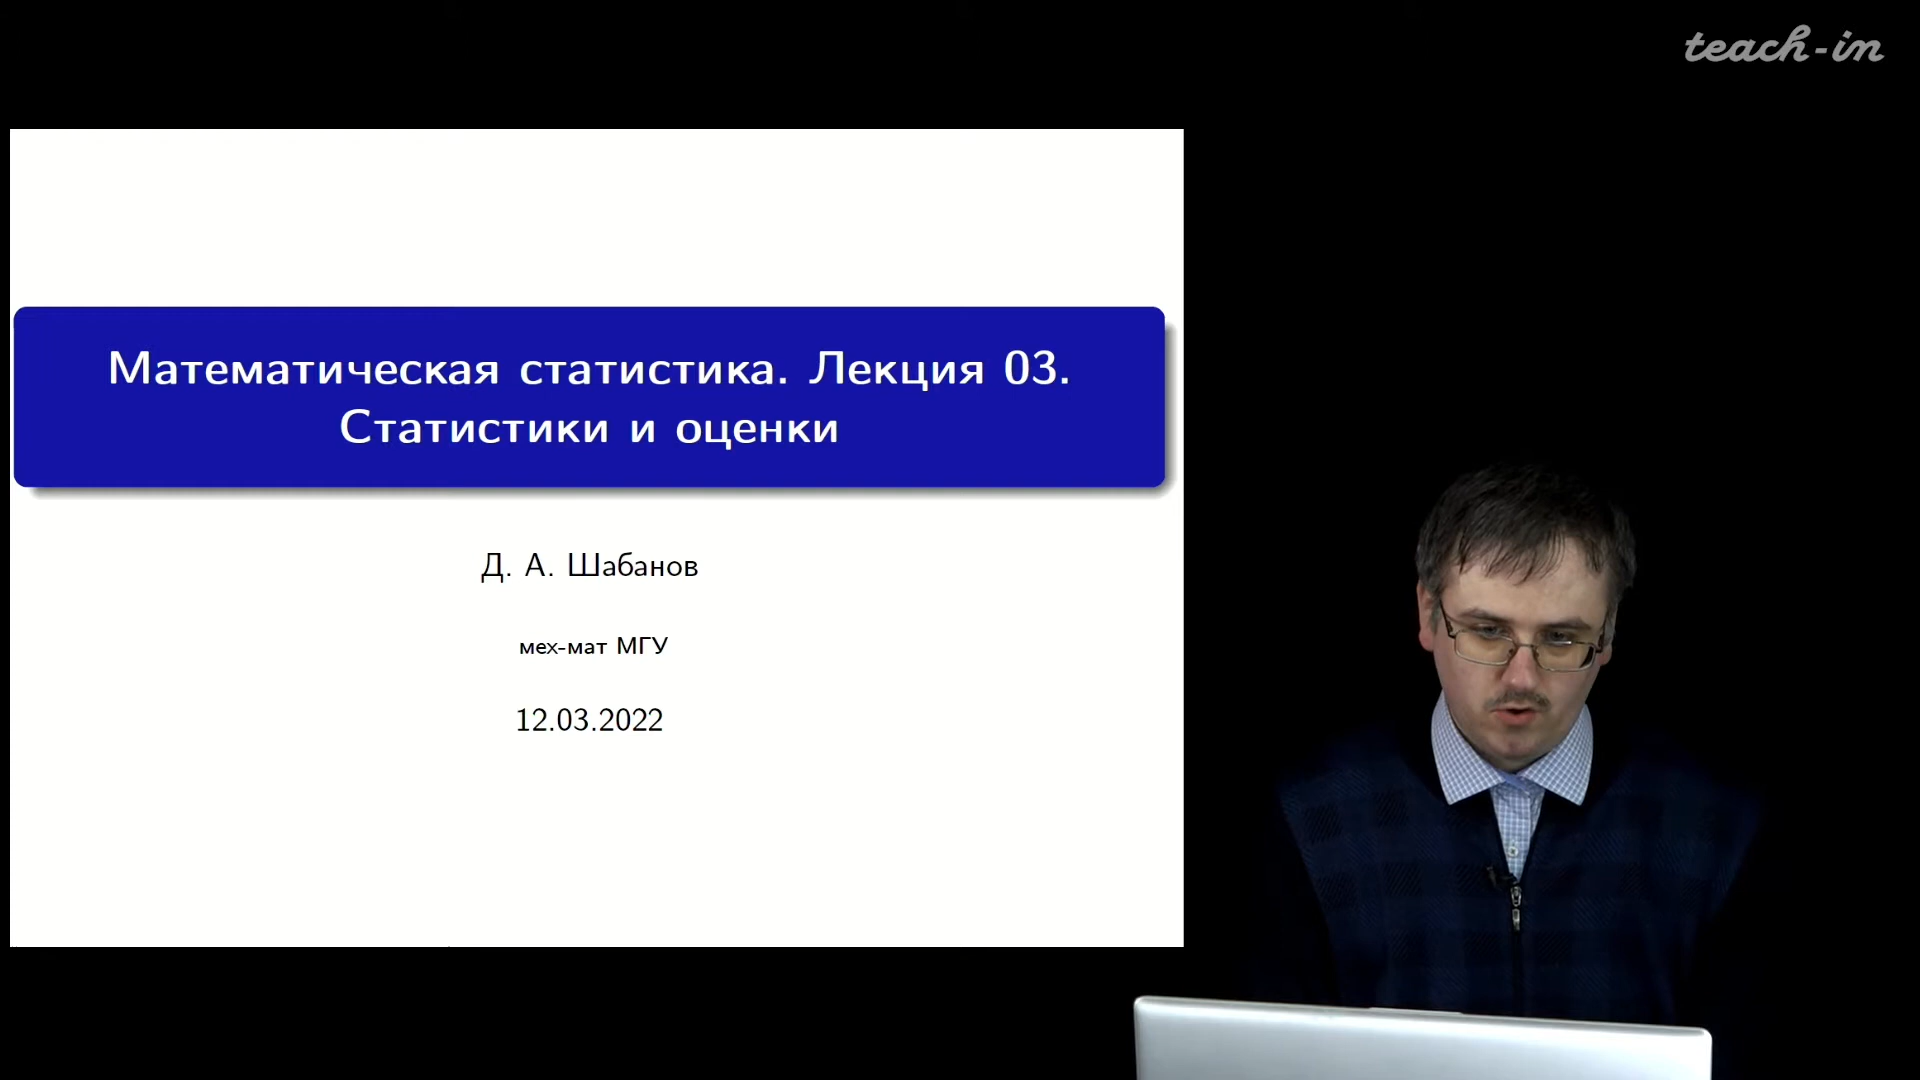 teach-in
Математическая статистика. Лекция 03.
Статистики и оценки
Д. А. Шабанов
мех-мат МГУ
12.03.2022